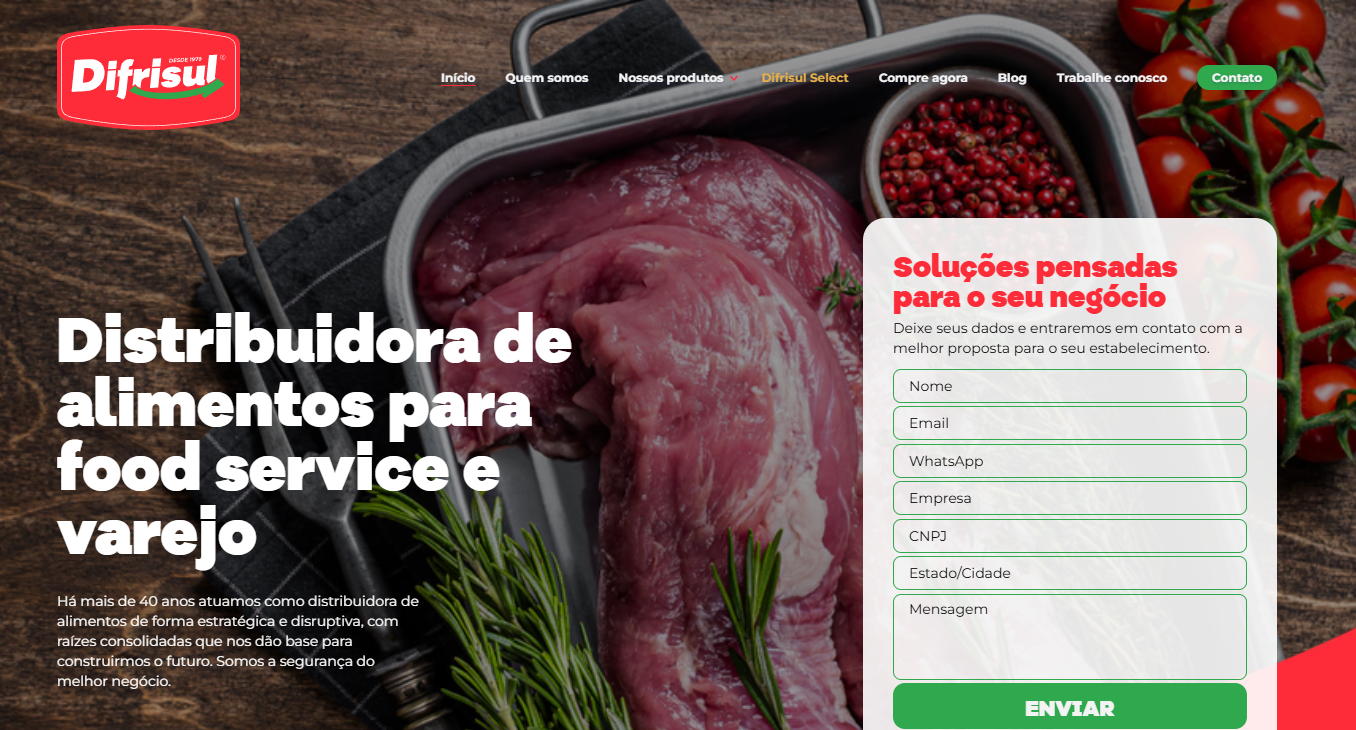 DESDE 1979
Difrisul
Início
Quem somos
Nossos produtos
Difrisul Select
Compre agora
Blog
Trabalhe conosco
Contato
Distribuidora de
alimentos para
food service e
varejo
Há mais de 40 anos atuamos como distribuidora de
alimentos de forma estratégica e disruptiva, com
raízes consolidadas que nos dão base para
construirmos o futuro. Somos a segurança do
melhor negócio.
Soluções pensadas
para o seu negócio
Deixe seus dados e entraremos em contato com a
melhor proposta para o seu estabelecimento.
Nome
Email
WhatsApp
Empresa
CNPJ
Estado/Cidade
Mensagem
ENVIAR